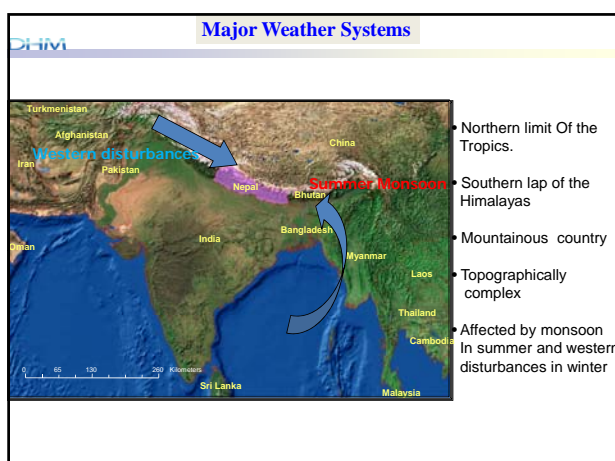 Major Weather Systems
DHM
Turkmenistan
Afghanistan
China
Western disturbances
Iran
Pakistan
Nepal
Summer Monsoon
Bhutan
Bangladesh
Oman
India
Myanmar
Laos
Thailand
Cambodia
0 65 130 260 Kilometers
Sri Lanka
Malaysia
• Northern limit Of the
Tropics.
• Southern lap of the
Himalayas
• Mountainous country
• Topographically
complex
• Affected by monsoon
In summer and western
disturbances in winter